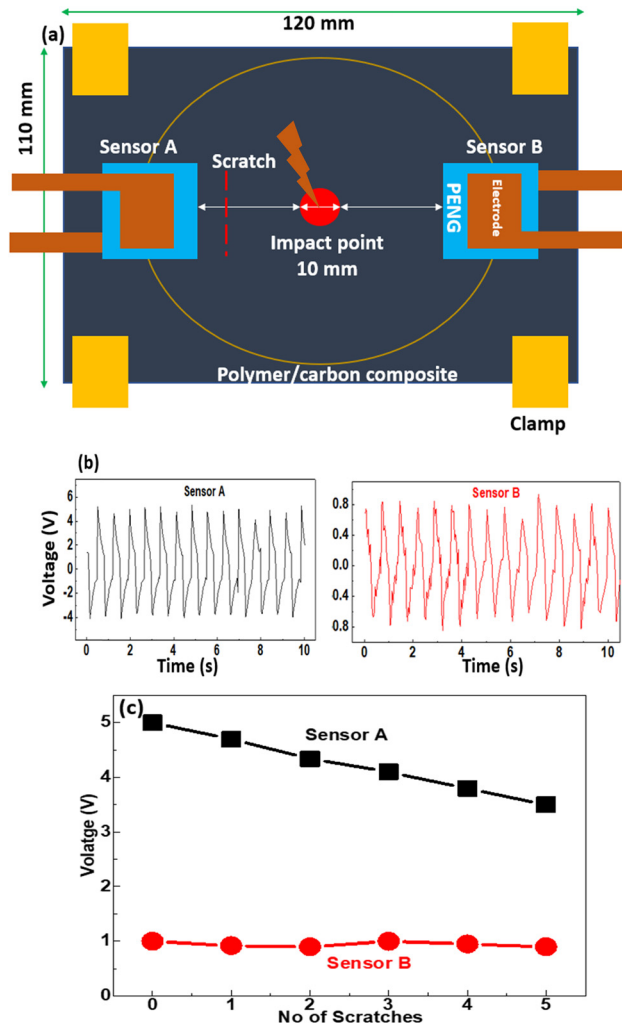 120 mm
(a)
110 mm
Sensor A
Sensor B
Scratch
PENG
Electrode
Impact point
10 mm
Polymer/carbon composite
Clamp
(b)
Sensor A
Voltage (V)
6
4
2
0
-2
-4
0 2 4 6 8 10
Time (s)
Sensor B
0.8
0.4
0.0
0.4
0.8
0 2 4 6 8 10
Time (s)
(c)
Sensor A
Volatge (V)
5
4
3
2
1
0
Sensor B
0 1 2 3 4 5
No of Scratches